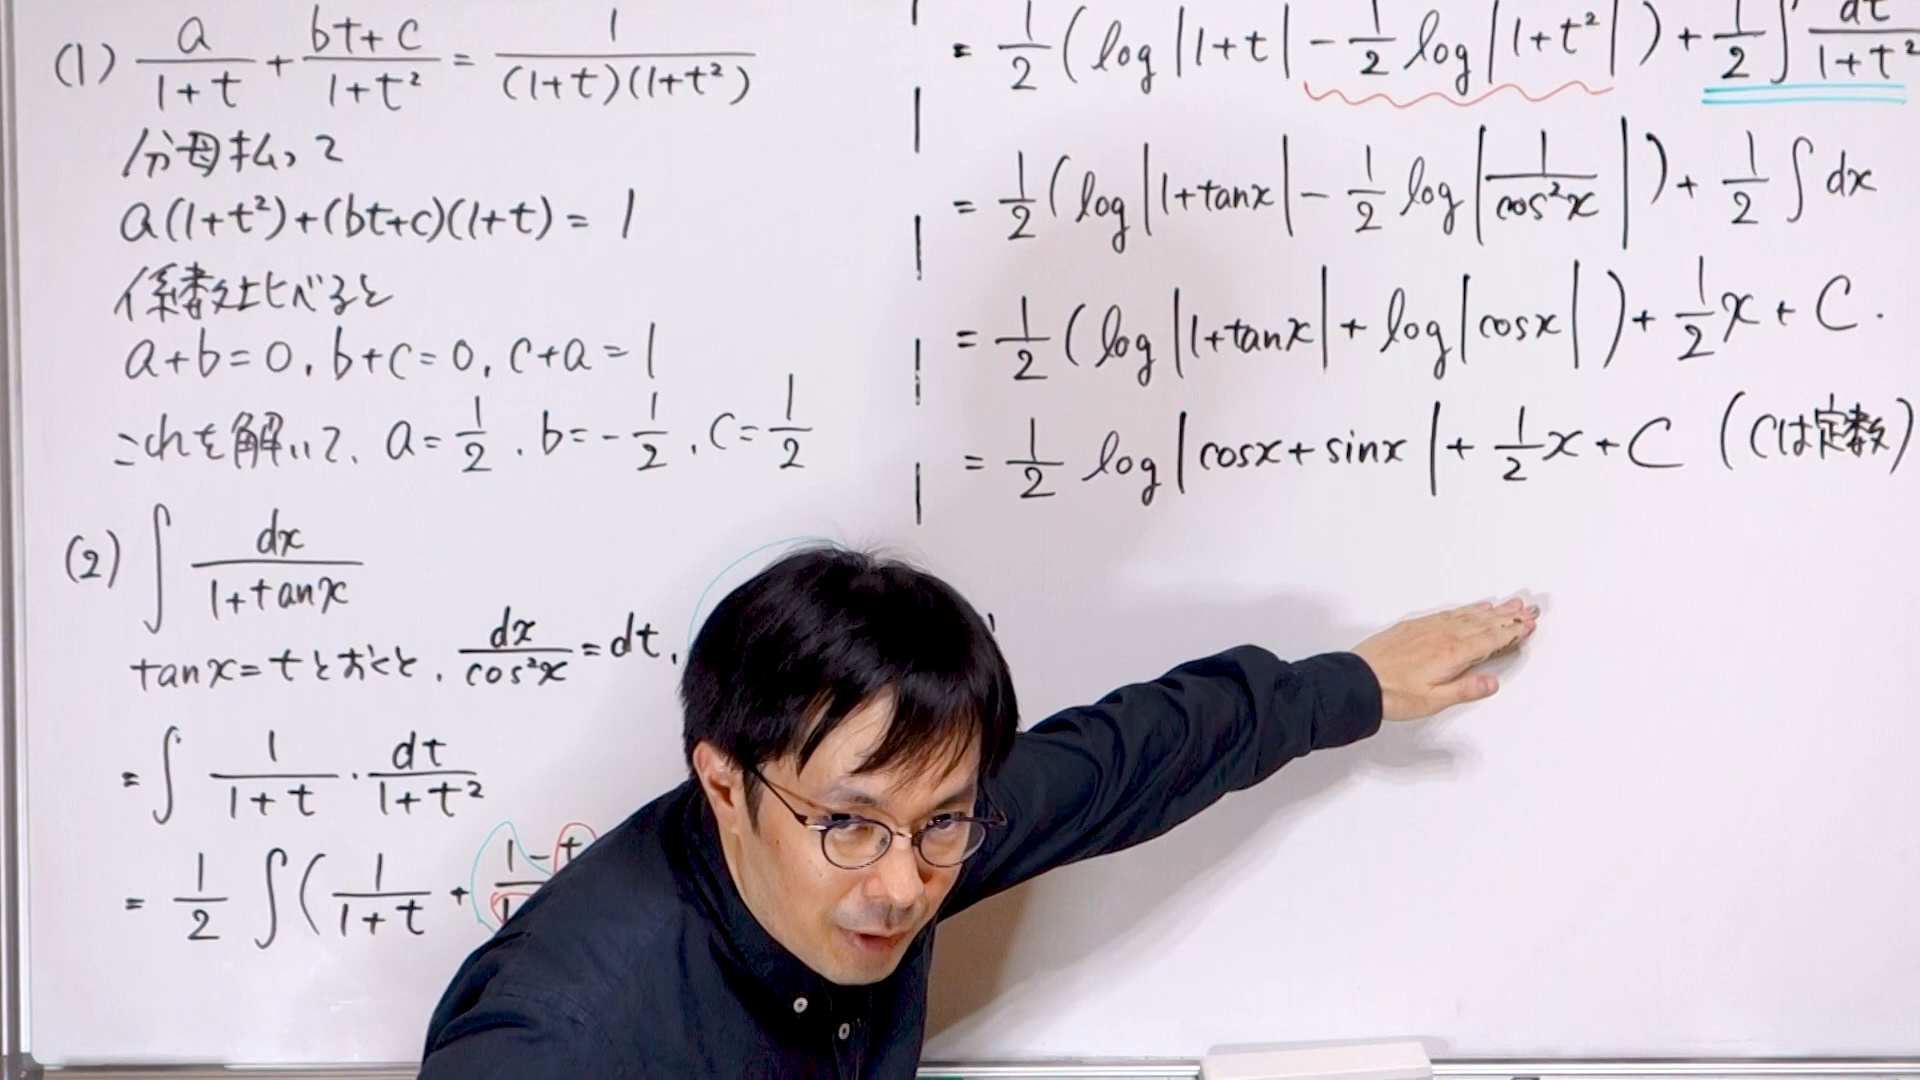 (1) a/(1+t) + (bt+c)/(1+t²) = 1/((1+t)(1+t²))
分母払って
a(1+t²)+(bt+c)(1+t) = 1
係数比べると
a+b=0, b+c=0, c+a=1
これを解いて, a=1/2, b=-1/2, c=1/2
(2) ∫ dx/(1+tanx)
tanx=tとおくと, dx/cos²x = dt,
= ∫ 1/(1+t) · dt/(1+t²)
= 1/2 ∫( 1/(1+t) + 1-t
= 1/2 ( log|1+t| - 1/2 log|1+t²| ) + 1/2 ∫ dt/(1+t²)
= 1/2 ( log|1+tanx| - 1/2 log|1/cos²x| ) + 1/2 ∫ dx
= 1/2 ( log|1+tanx| + log|cosx| ) + 1/2 x + C.
= 1/2 log|cosx+sinx| + 1/2 x + C (Cは定数)